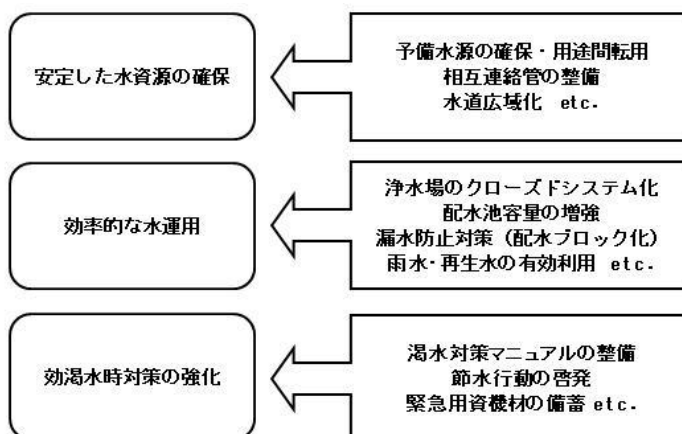 安定した水資源の確保
予備水源の確保・用途間転用
相互連絡管の整備
水道広域化 etc.
効率的な水運用
浄水場のクローズドシステム化
配水池容量の増強
漏水防止対策（配水ブロック化）
雨水・再生水の有効利用 etc.
効渇水時対策の強化
渇水対策マニュアルの整備
節水行動の啓発
緊急用資機材の備蓄 etc.